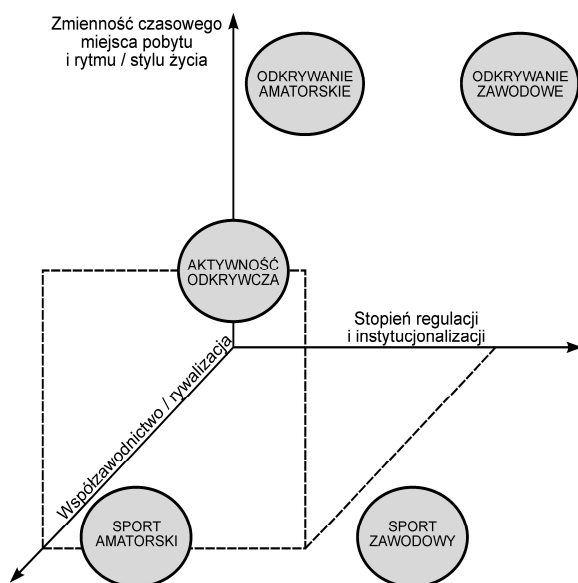 Zmienność czasowego
miejsca pobytu
i rytmu / stylu życia
ODKRYWANIE
AMATORSKIE
ODKRYWANIE
ZAWODOWE
AKTYWNOŚĆ
ODKRYWCZA
Stopień regulacji
i instytucjonalizacji
Współzawodnictwo / rywalizacja
SPORT
AMATORSKI
SPORT
ZAWODOWY